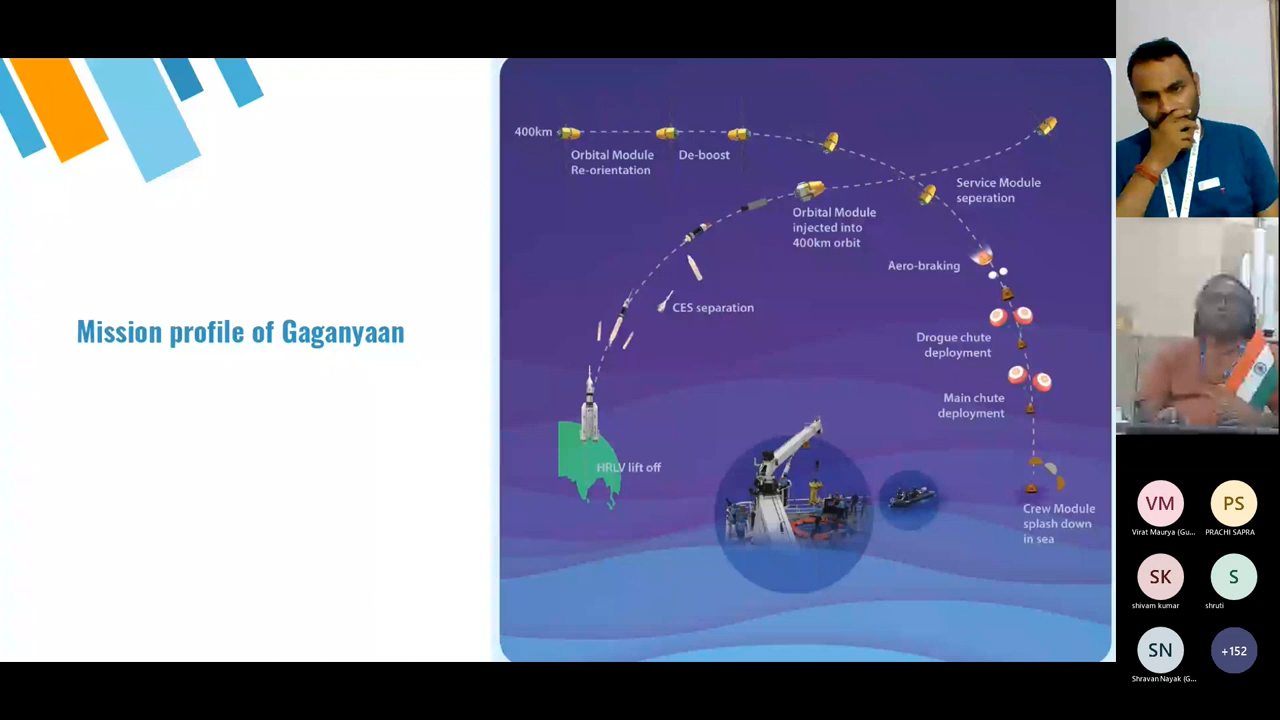 Mission profile of Gaganyaan
400km
Orbital Module
Re-orientation
De-boost
Service Module
seperation
Orbital Module
injected into
400km orbit
Aero-braking
CES separation
Drogue chute
deployment
Main chute
deployment
HRLV lift off
Crew Module
splash down
in sea
VM
Virat Maurya (Gu...
PS
PRACHI SAPRA
SK
shivam kumar
S
shruti
SN
Shravan Nayak (G...
+152